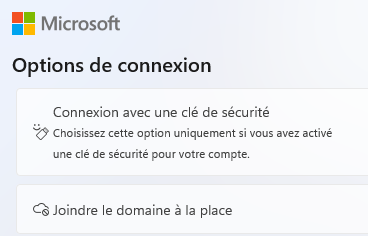 Microsoft
Options de connexion
Connexion avec une clé de sécurité
Choisissez cette option uniquement si vous avez activé
une clé de sécurité pour votre compte.
Joindre le domaine à la place